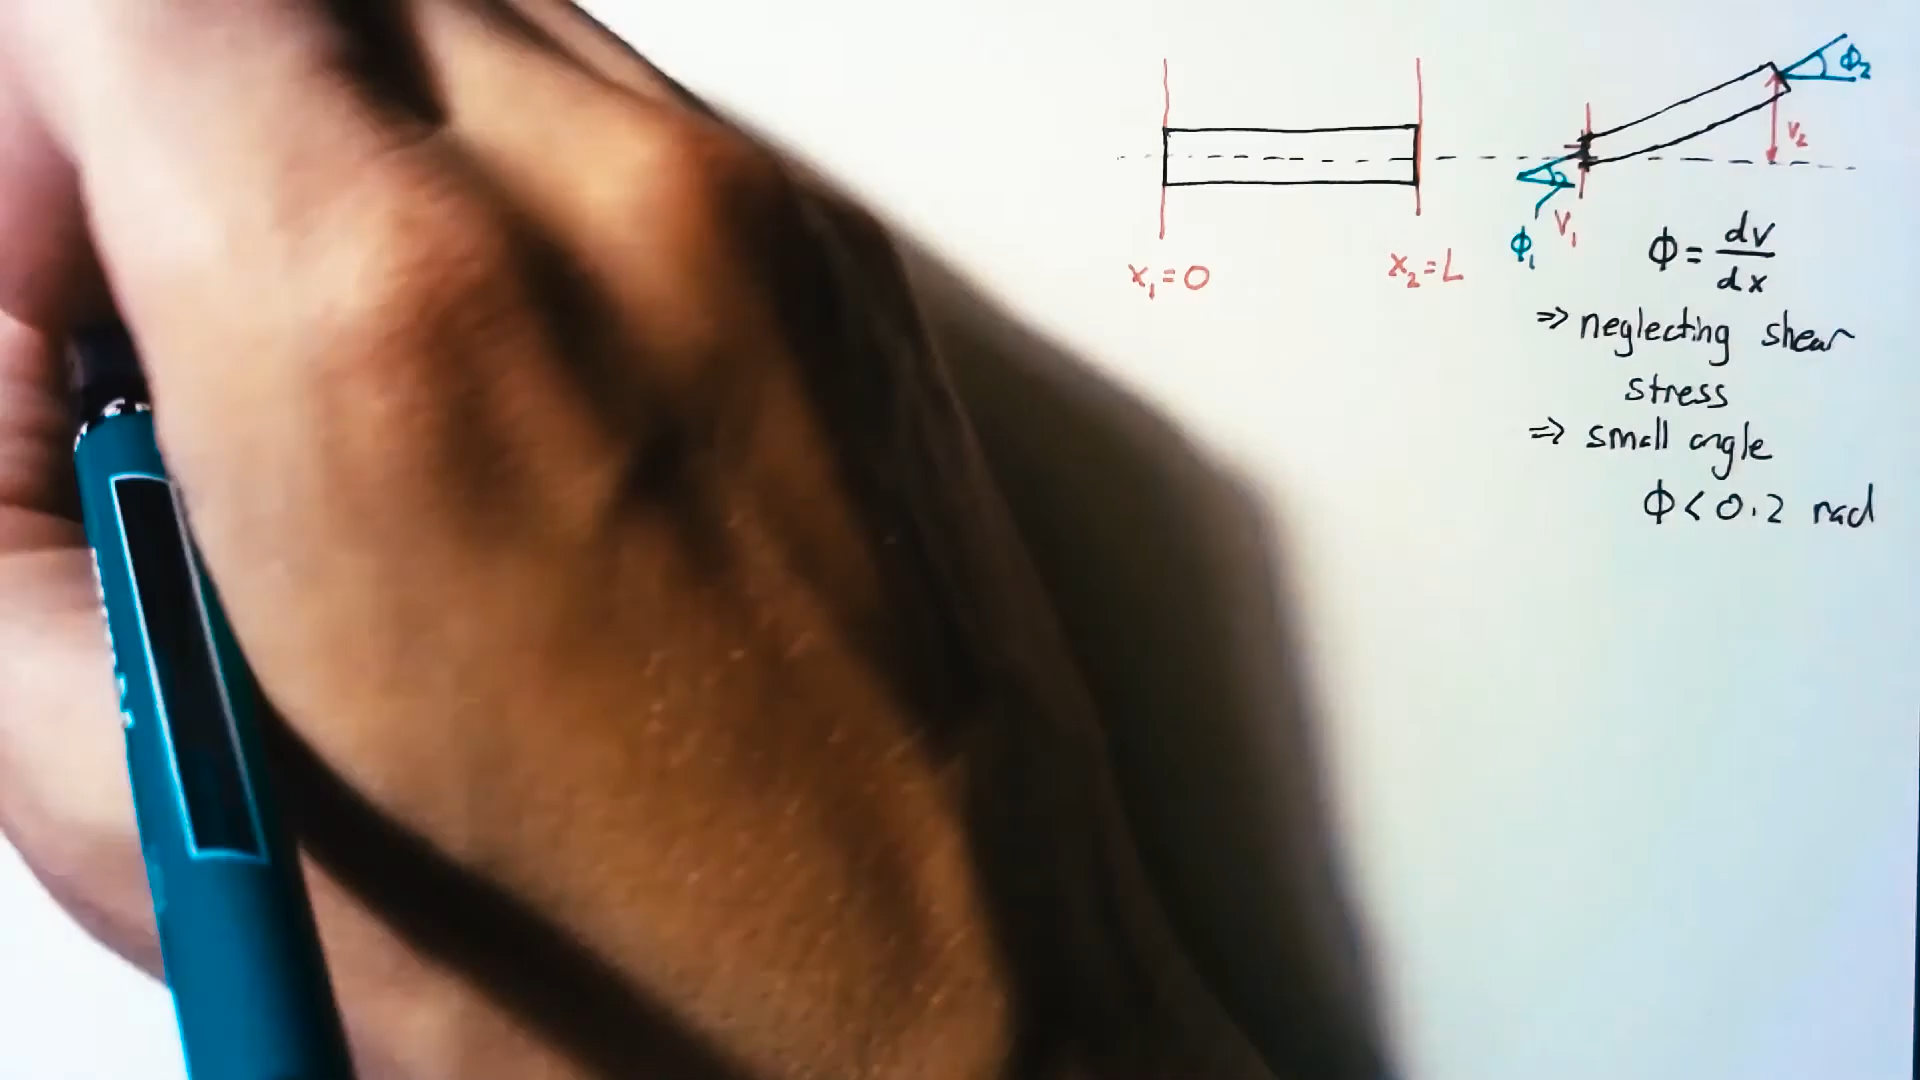 ϕ₂
v₂
v₁
ϕ₁
x₁=0
x₂=L
ϕ = dv/dx
⇒ neglecting shear
stress
⇒ small angle
ϕ < 0.2 rad